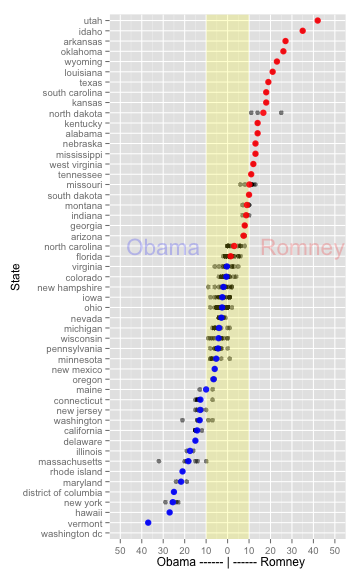 utah
idaho
arkansas
oklahoma
wyoming
louisiana
texas
south carolina
kansas
north dakota
kentucky
alabama
nebraska
mississippi
west virginia
tennessee
missouri
south dakota
montana
indiana
georgia
arizona
north carolina
Obama Romney
florida
virginia
colorado
new hampshire
iowa
ohio
nevada
michigan
wisconsin
pennsylvania
minnesota
new mexico
oregon
maine
connecticut
new jersey
washington
california
delaware
illinois
massachusetts
rhode island
maryland
district of columbia
new york
hawaii
vermont
washington dc
State
50 40 30 20 10 0 10 20 30 40 50
Obama ------ | ------ Romney